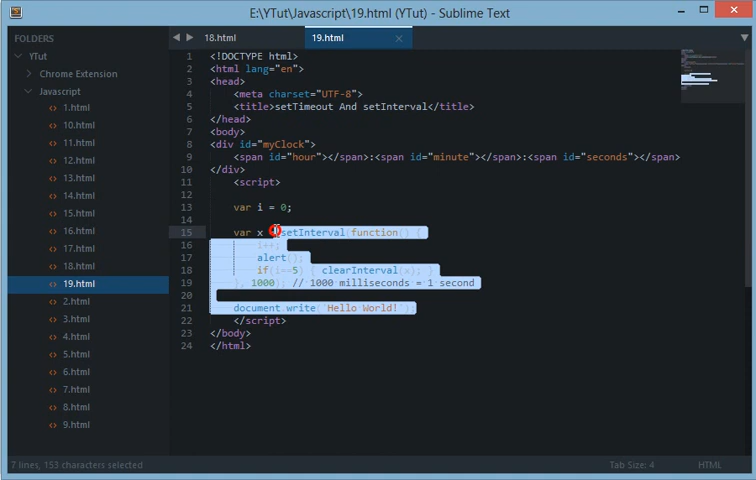 E:\YTut\Javascript\19.html (YTut) - Sublime Text
FOLDERS
YTut
Chrome Extension
Javascript
1.html
10.html
11.html
12.html
13.html
14.html
15.html
16.html
17.html
18.html
19.html
2.html
3.html
4.html
5.html
6.html
7.html
8.html
9.html
18.html
19.html
1 <!DOCTYPE html>
2 <html lang="en">
3 <head>
4 <meta charset="UTF-8">
5 <title>setTimeout And setInterval</title>
6 </head>
7 <body>
8 <div id="myClock">
9 <span id="hour"></span>:<span id="minute"></span>:<span id="seconds"></span>
10 </div>
11 <script>
12
13 var i = 0;
14
15 var x setInterval(function() {
16 i++;
17 alert();
18 if(i==5) { clearInterval(x); }
19 }, 1000); // 1000 milliseconds = 1 second
20
21 document.write("Hello World!");
22 </script>
23 </body>
24 </html>
7 lines, 153 characters selected
Tab Size: 4
HTML